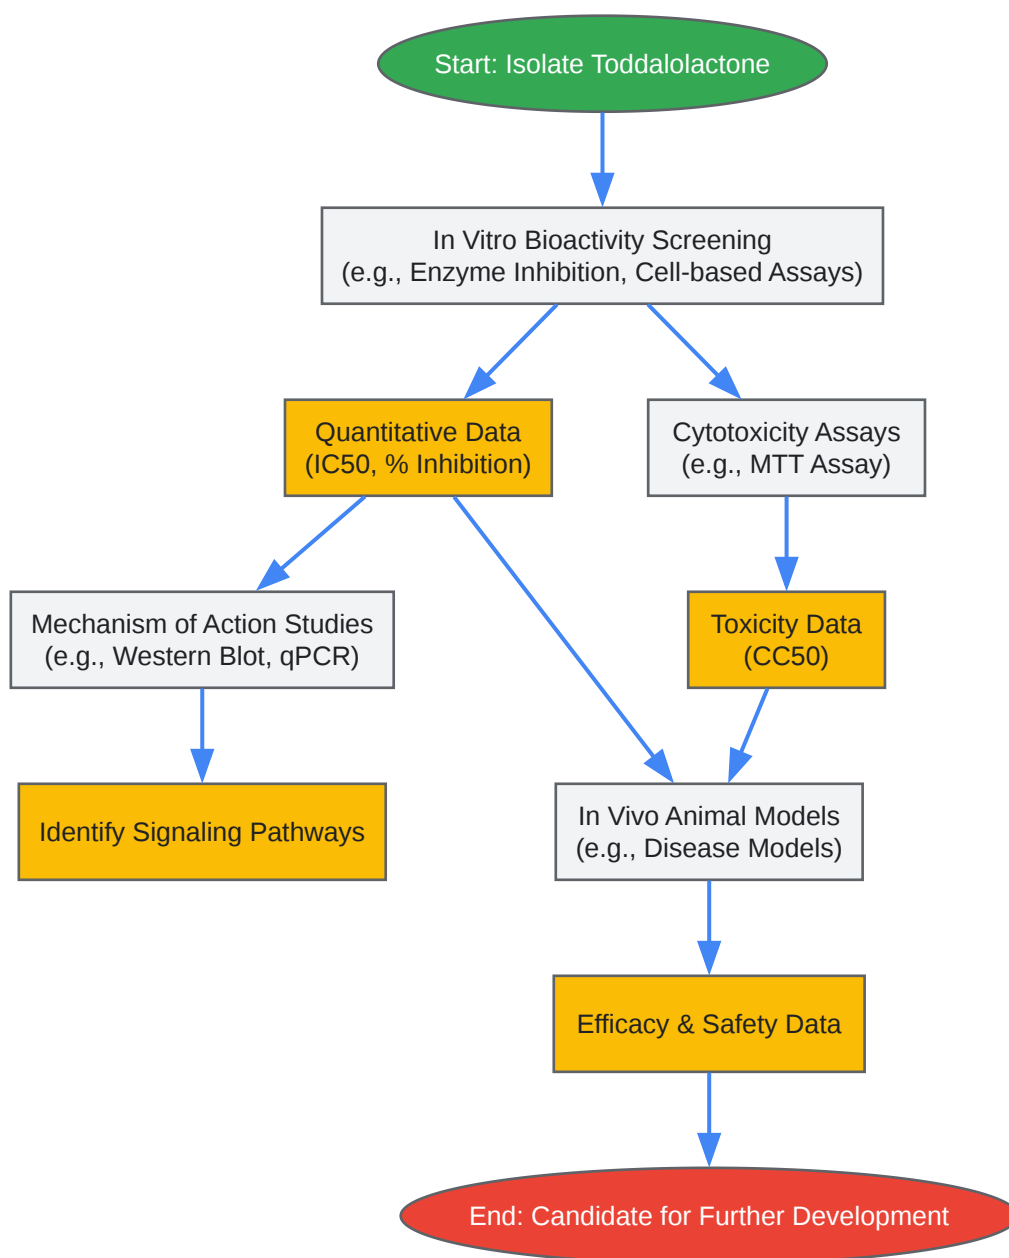 Start: Isolate Toddalolactone
In Vitro Bioactivity Screening
(e.g., Enzyme Inhibition, Cell-based Assays)
Quantitative Data
(IC50, % Inhibition)
Cytotoxicity Assays
(e.g., MTT Assay)
Mechanism of Action Studies
(e.g., Western Blot, qPCR)
Toxicity Data
(CC50)
Identify Signaling Pathways
In Vivo Animal Models
(e.g., Disease Models)
Efficacy & Safety Data
End: Candidate for Further Development